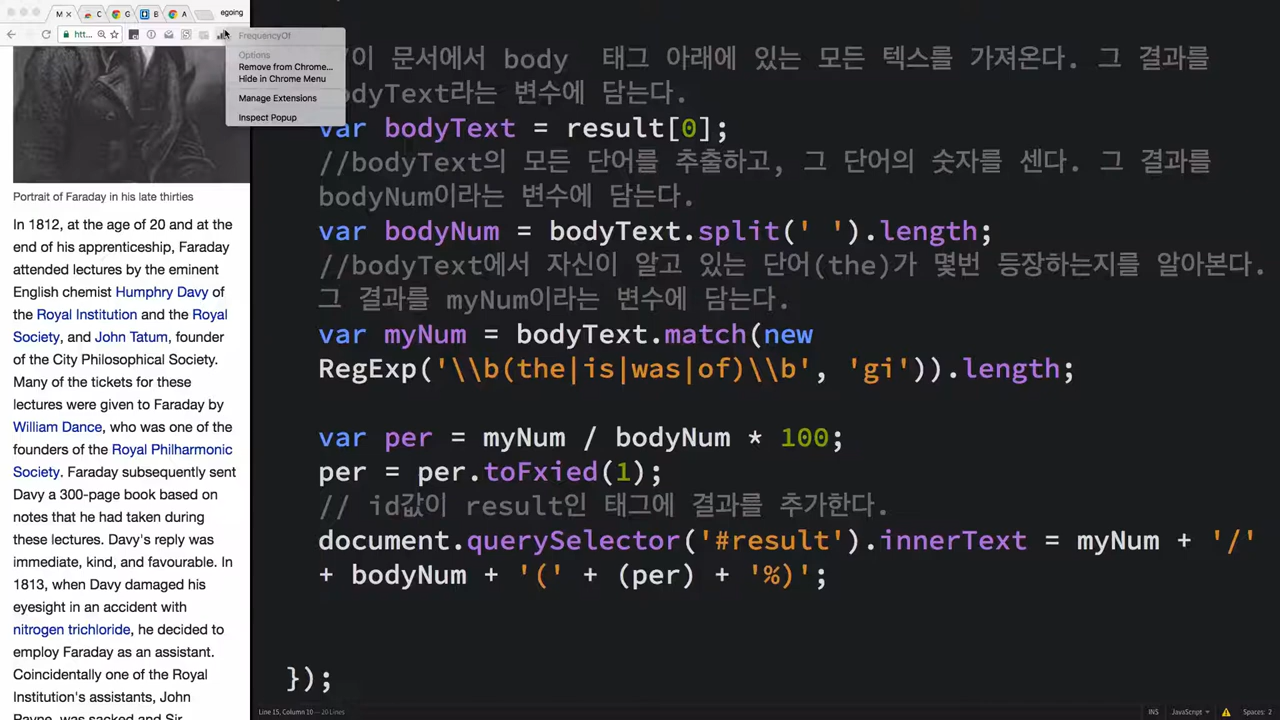 M
C
G
B
A
egoing
htt...
FrequencyOf
Options
Remove from Chrome...
Hide in Chrome Menu
Manage Extensions
Inspect Popup
Portrait of Faraday in his late thirties
In 1812, at the age of 20 and at the
end of his apprenticeship, Faraday
attended lectures by the eminent
English chemist Humphry Davy of
the Royal Institution and the Royal
Society, and John Tatum, founder
of the City Philosophical Society.
Many of the tickets for these
lectures were given to Faraday by
William Dance, who was one of the
founders of the Royal Philharmonic
Society. Faraday subsequently sent
Davy a 300-page book based on
notes that he had taken during
these lectures. Davy's reply was
immediate, kind, and favourable. In
1813, when Davy damaged his
eyesight in an accident with
nitrogen trichloride, he decided to
employ Faraday as an assistant.
Coincidentally one of the Royal
Institution's assistants, John
Payne, was sacked and Sir
이 문서에서 body 태그 아래에 있는 모든 텍스를 가져온다. 그 결과를
odyText라는 변수에 담는다.
var bodyText = result[0];
//bodyText의 모든 단어를 추출하고, 그 단어의 숫자를 센다. 그 결과를
bodyNum이라는 변수에 담는다.
var bodyNum = bodyText.split(' ').length;
//bodyText에서 자신이 알고 있는 단어(the)가 몇번 등장하는지를 알아본다.
그 결과를 myNum이라는 변수에 담는다.
var myNum = bodyText.match(new
RegExp('\\b(the|is|was|of)\\b', 'gi')).length;
var per = myNum / bodyNum * 100;
per = per.toFxied(1);
// id값이 result인 태그에 결과를 추가한다.
document.querySelector('#result').innerText = myNum + '/'
+ bodyNum + '(' + (per) + '%)';
});
Line 15, Column 10 — 20 Lines
INS
JavaScript
Spaces: 2